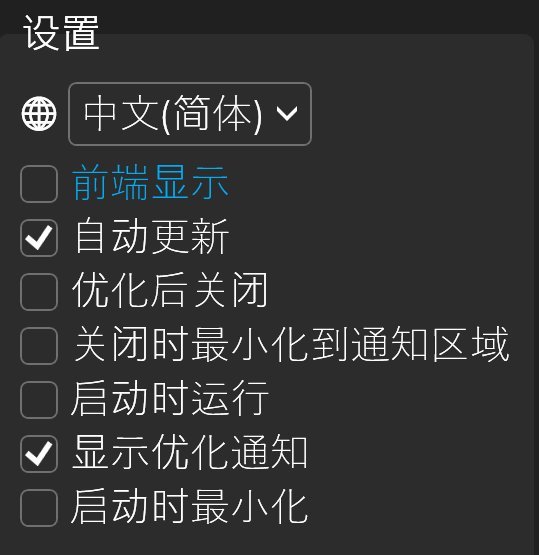 设置
中文(简体)
前端显示
自动更新
优化后关闭
关闭时最小化到通知区域
启动时运行
显示优化通知
启动时最小化